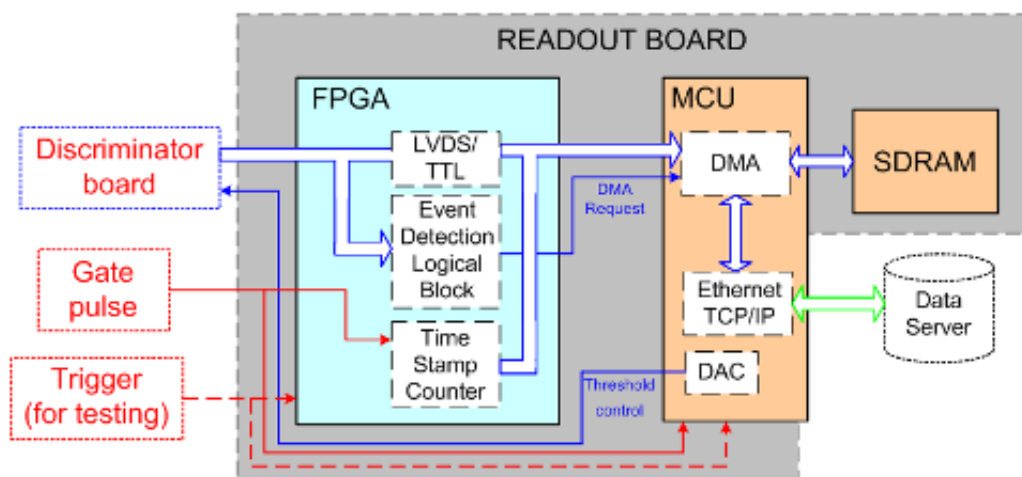 READOUT BOARD
FPGA
MCU
Discriminator
board
LVDS/
TTL
DMA
SDRAM
DMA
Request
Event
Detection
Logical
Block
Gate
pulse
Ethernet
TCP/IP
Data
Server
Time
Stamp
Counter
Trigger
(for testing)
Threshold
control
DAC